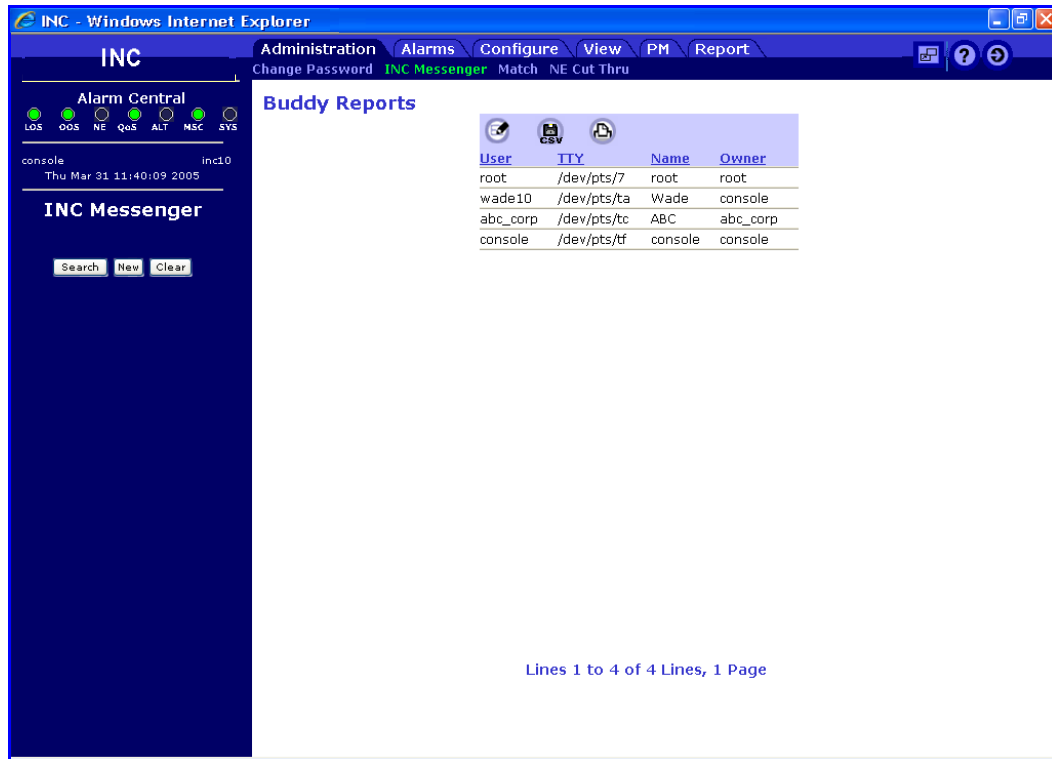 INC - Windows Internet Explorer
INC
Administration Alarms Configure View PM Report
Change Password INC Messenger Match NE Cut Thru
Alarm Central
LOS OOS NE QoS ALT MSC SYS
console inc10
Thu Mar 31 11:40:09 2005
INC Messenger
Search New Clear
Buddy Reports
CSV
User TTY Name Owner
root /dev/pts/7 root root
wade10 /dev/pts/ta Wade console
abc_corp /dev/pts/tc ABC abc_corp
console /dev/pts/tf console console
Lines 1 to 4 of 4 Lines, 1 Page